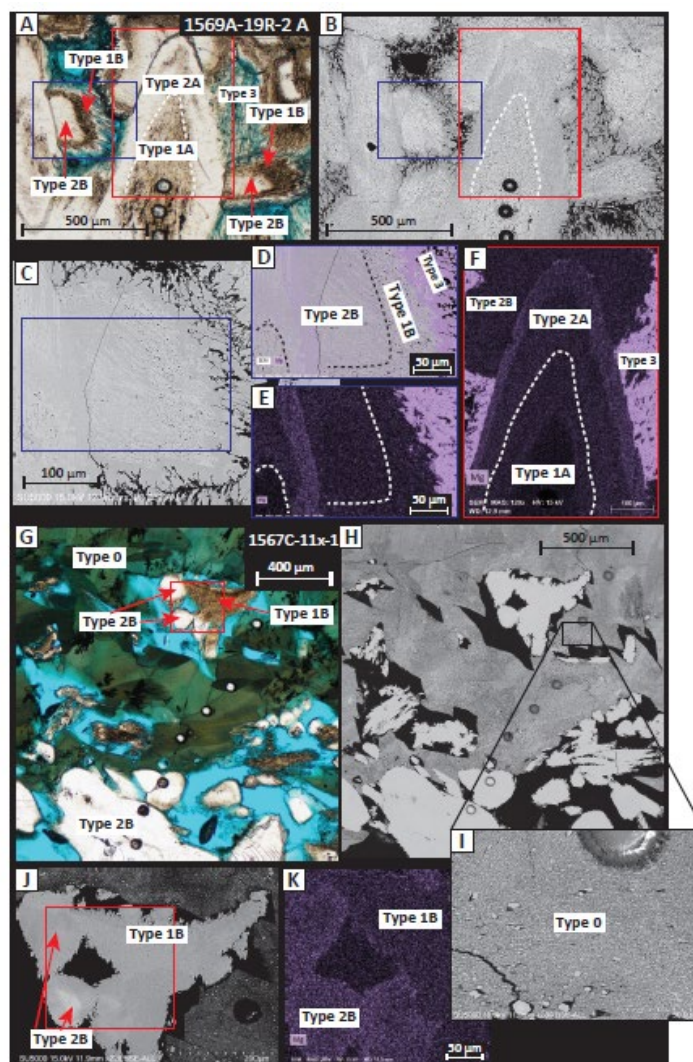 A
1569A-19R-2 A
Type 1B
Type 2A
Type 3
Type 1B
Type 1A
Type 2B
Type 2B
500 µm
B
500 µm
C
100 µm
D
Type 2B
Type 1B
Type 3
50 µm
E
50 µm
F
Type 2B
Type 2A
Type 3
Type 1A
Mg
G
1567C-11x-1
Type 0
400 µm
Type 2B
Type 1B
Type 2B
H
500 µm
I
Type 0
J
Type 1B
Type 2B
K
Type 1B
Type 2B
Mg
50 µm